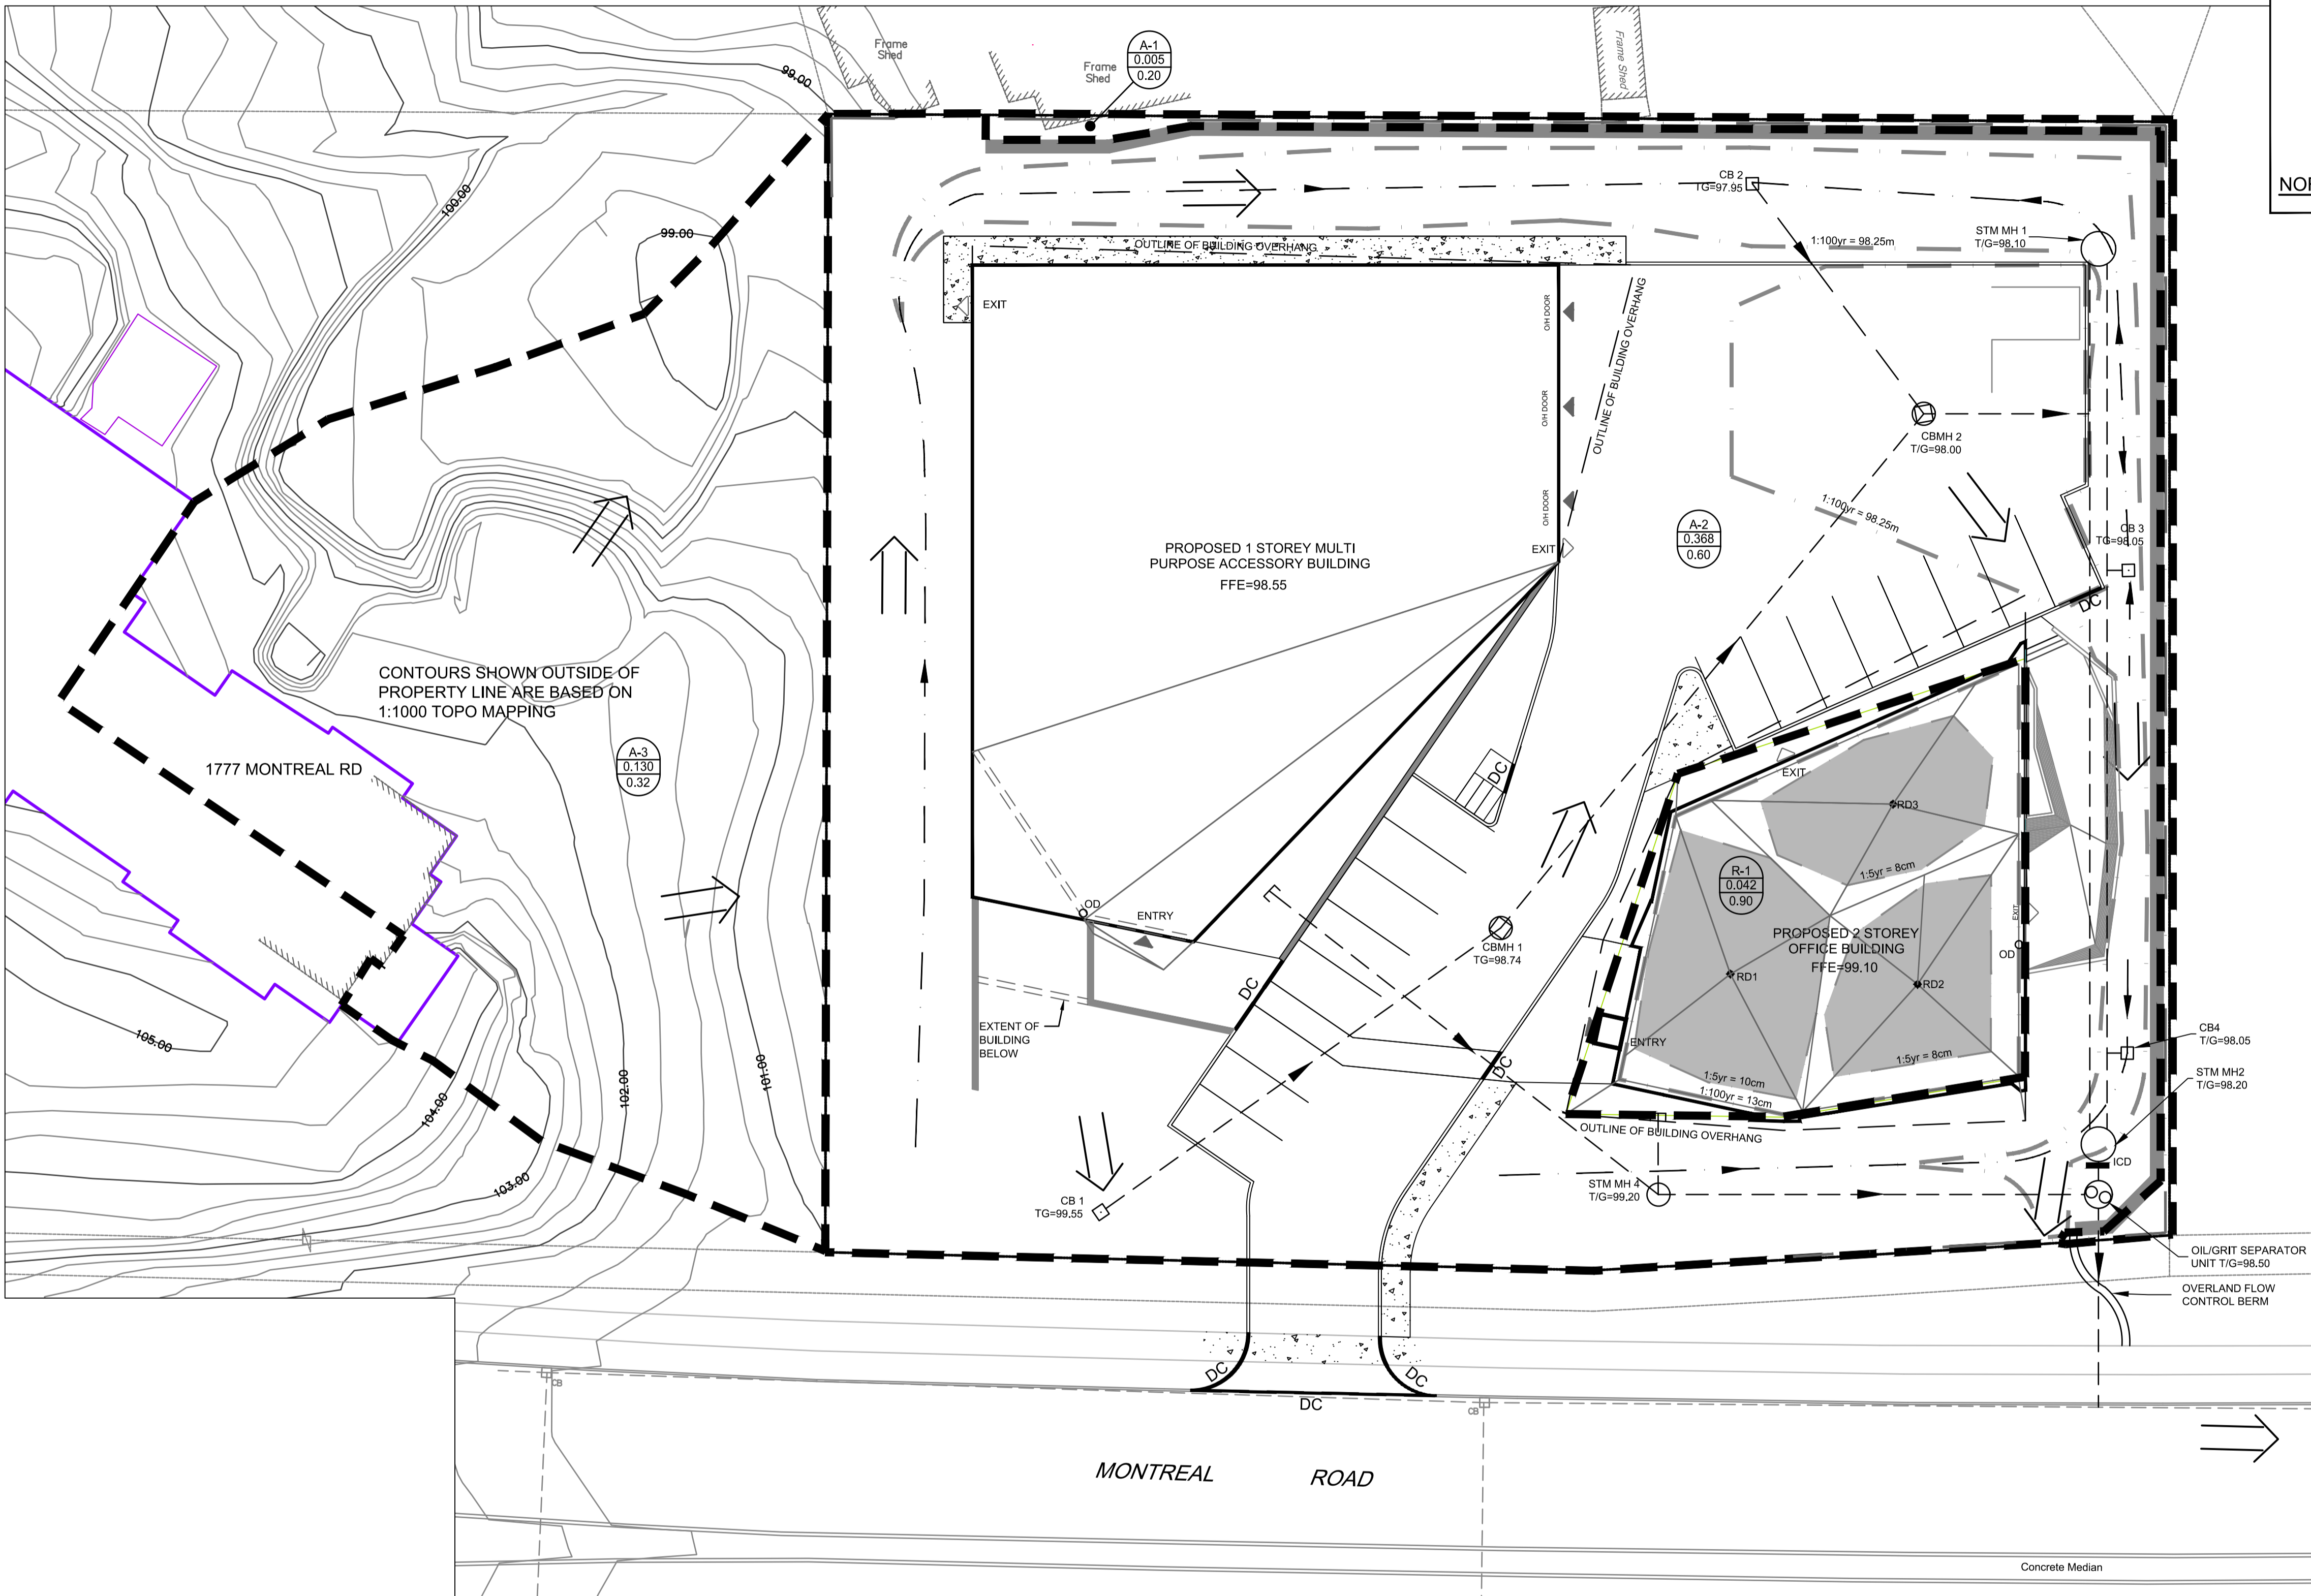 Frame
Shed
Frame
Shed
A-1
0.005
0.20
Frame Shed
99.00
100.00
99.00
CB 2
TG=97.95
STM MH 1
T/G=98.10
1:100yr = 98.25m
OUTLINE OF BUILDING OVERHANG
EXIT
O/H DOOR
O/H DOOR
O/H DOOR
OUTLINE OF BUILDING OVERHANG
CBMH 2
T/G=98.00
1:100yr = 98.25m
CB 3
TG=98.05
A-2
0.368
0.60
EXIT
PROPOSED 1 STOREY MULTI
PURPOSE ACCESSORY BUILDING
FFE=98.55
DC
CONTOURS SHOWN OUTSIDE OF
PROPERTY LINE ARE BASED ON
1:1000 TOPO MAPPING
1777 MONTREAL RD
A-3
0.130
0.32
DC
EXIT
RD3
1:5yr = 8cm
R-1
0.042
0.90
OD
ENTRY
CBMH 1
TG=98.74
PROPOSED 2 STOREY
OFFICE BUILDING
FFE=99.10
EXIT
OD
RD1
RD2
DC
EXTENT OF
BUILDING
BELOW
ENTRY
DC
1:5yr = 8cm
1:5yr = 10cm
1:100yr = 13cm
OUTLINE OF BUILDING OVERHANG
CB4
T/G=98.05
STM MH2
T/G=98.20
105.00
104.00
103.00
102.00
101.00
CB 1
TG=99.55
STM MH 4
T/G=99.20
ICD
OIL/GRIT SEPARATOR
UNIT T/G=98.50
OVERLAND FLOW
CONTROL BERM
CB
DC
DC
DC
CB
MONTREAL ROAD
Concrete Median